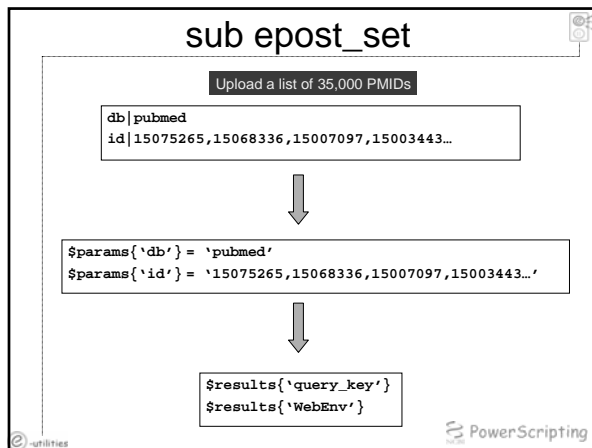 sub epost_set
Upload a list of 35,000 PMIDs
db|pubmed
id|15075265,15068336,15007097,15003443…
$params{‘db’} = ‘pubmed’
$params{‘id’} = ‘15075265,15068336,15007097,15003443…’
$results{‘query_key’}
$results{‘WebEnv’}
e -utilities
PowerScripting